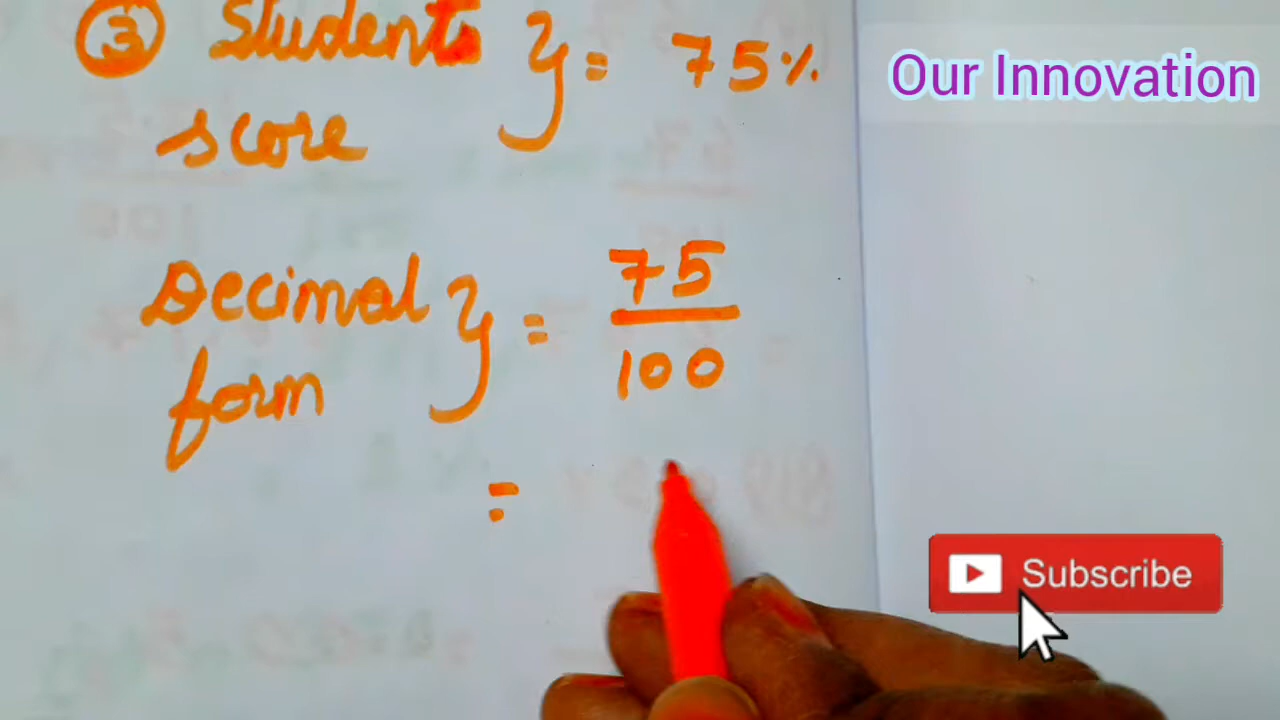 ③ Students } = 75%
score
Our Innovation
Decimal } = 75/100
form
=
Subscribe